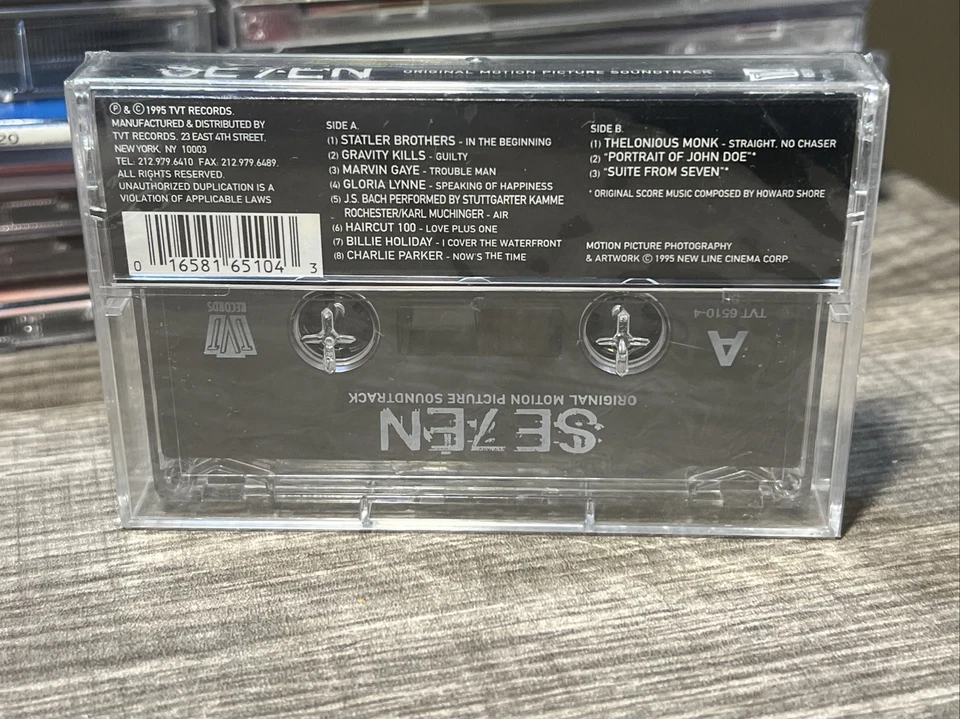 SE7EN ORIGINAL MOTION PICTURE SOUNDTRACK
Ⓟ & © 1995 TVT RECORDS.
MANUFACTURED & DISTRIBUTED BY
TVT RECORDS. 23 EAST 4TH STREET,
NEW YORK, NY 10003
TEL: 212.979.6410 FAX. 212.979.6489.
ALL RIGHTS RESERVED.
UNAUTHORIZED DUPLICATION IS A
VIOLATION OF APPLICABLE LAWS
0 16581 65104 3
SIDE A.
(1) STATLER BROTHERS - IN THE BEGINNING
(2) GRAVITY KILLS - GUILTY
(3) MARVIN GAYE - TROUBLE MAN
(4) GLORIA LYNNE - SPEAKING OF HAPPINESS
(5) J.S. BACH PERFORMED BY STUTTGARTER KAMME
ROCHESTER/KARL MUCHINGER - AIR
(6) HAIRCUT 100 - LOVE PLUS ONE
(7) BILLIE HOLIDAY - I COVER THE WATERFRONT
(8) CHARLIE PARKER - NOW'S THE TIME
SIDE B.
(1) THELONIOUS MONK - STRAIGHT, NO CHASER
(2) "PORTRAIT OF JOHN DOE"*
(3) "SUITE FROM SEVEN"*
* ORIGINAL SCORE MUSIC COMPOSED BY HOWARD SHORE
MOTION PICTURE PHOTOGRAPHY
& ARTWORK © 1995 NEW LINE CINEMA CORP.
TVT 6510-4
A
TVT
RECORDS
ORIGINAL MOTION PICTURE SOUNDTRACK
SE7EN
20